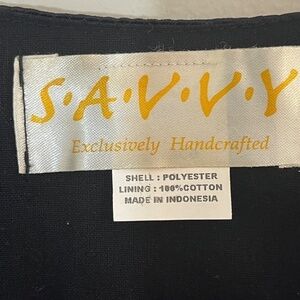 S·A·V·V·Y
Exclusively Handcrafted
SHELL : POLYESTER
LINING : 100%COTTON
MADE IN INDONESIA